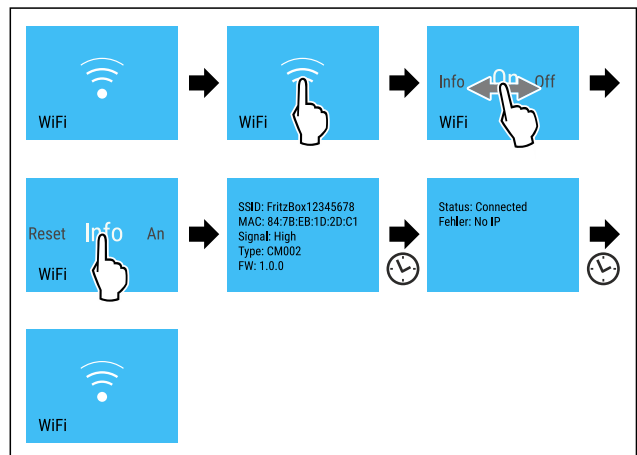 WiFi
WiFi
Info On Off
WiFi
Reset Info An
WiFi
SSID: FritzBox12345678
MAC: 84:7B:EB:1D:2D:C1
Signal: High
Type: CM002
FW: 1.0.0
Status: Connected
Fehler: No IP
WiFi